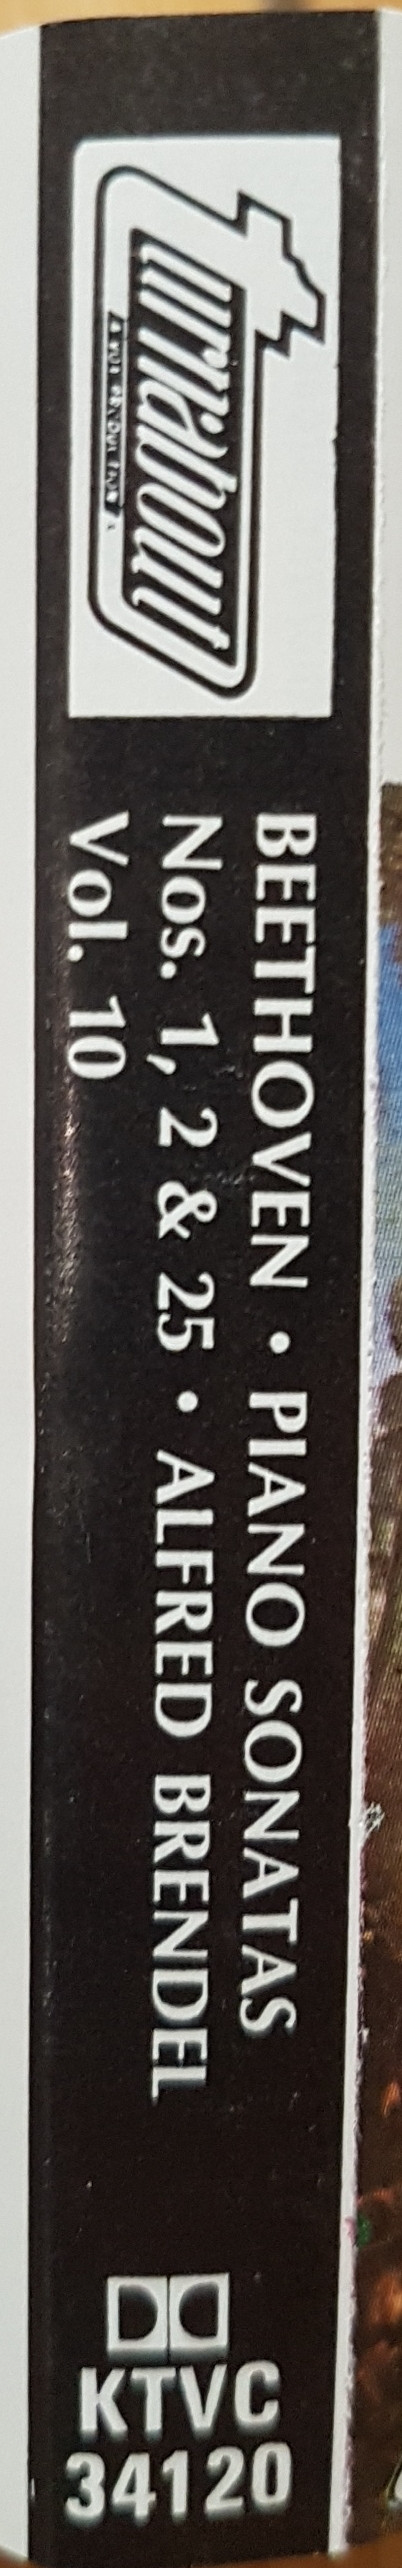 turnabout
BEETHOVEN • PIANO SONATAS
Nos. 1, 2 & 25 • ALFRED BRENDEL
Vol. 10
KTVC
34120